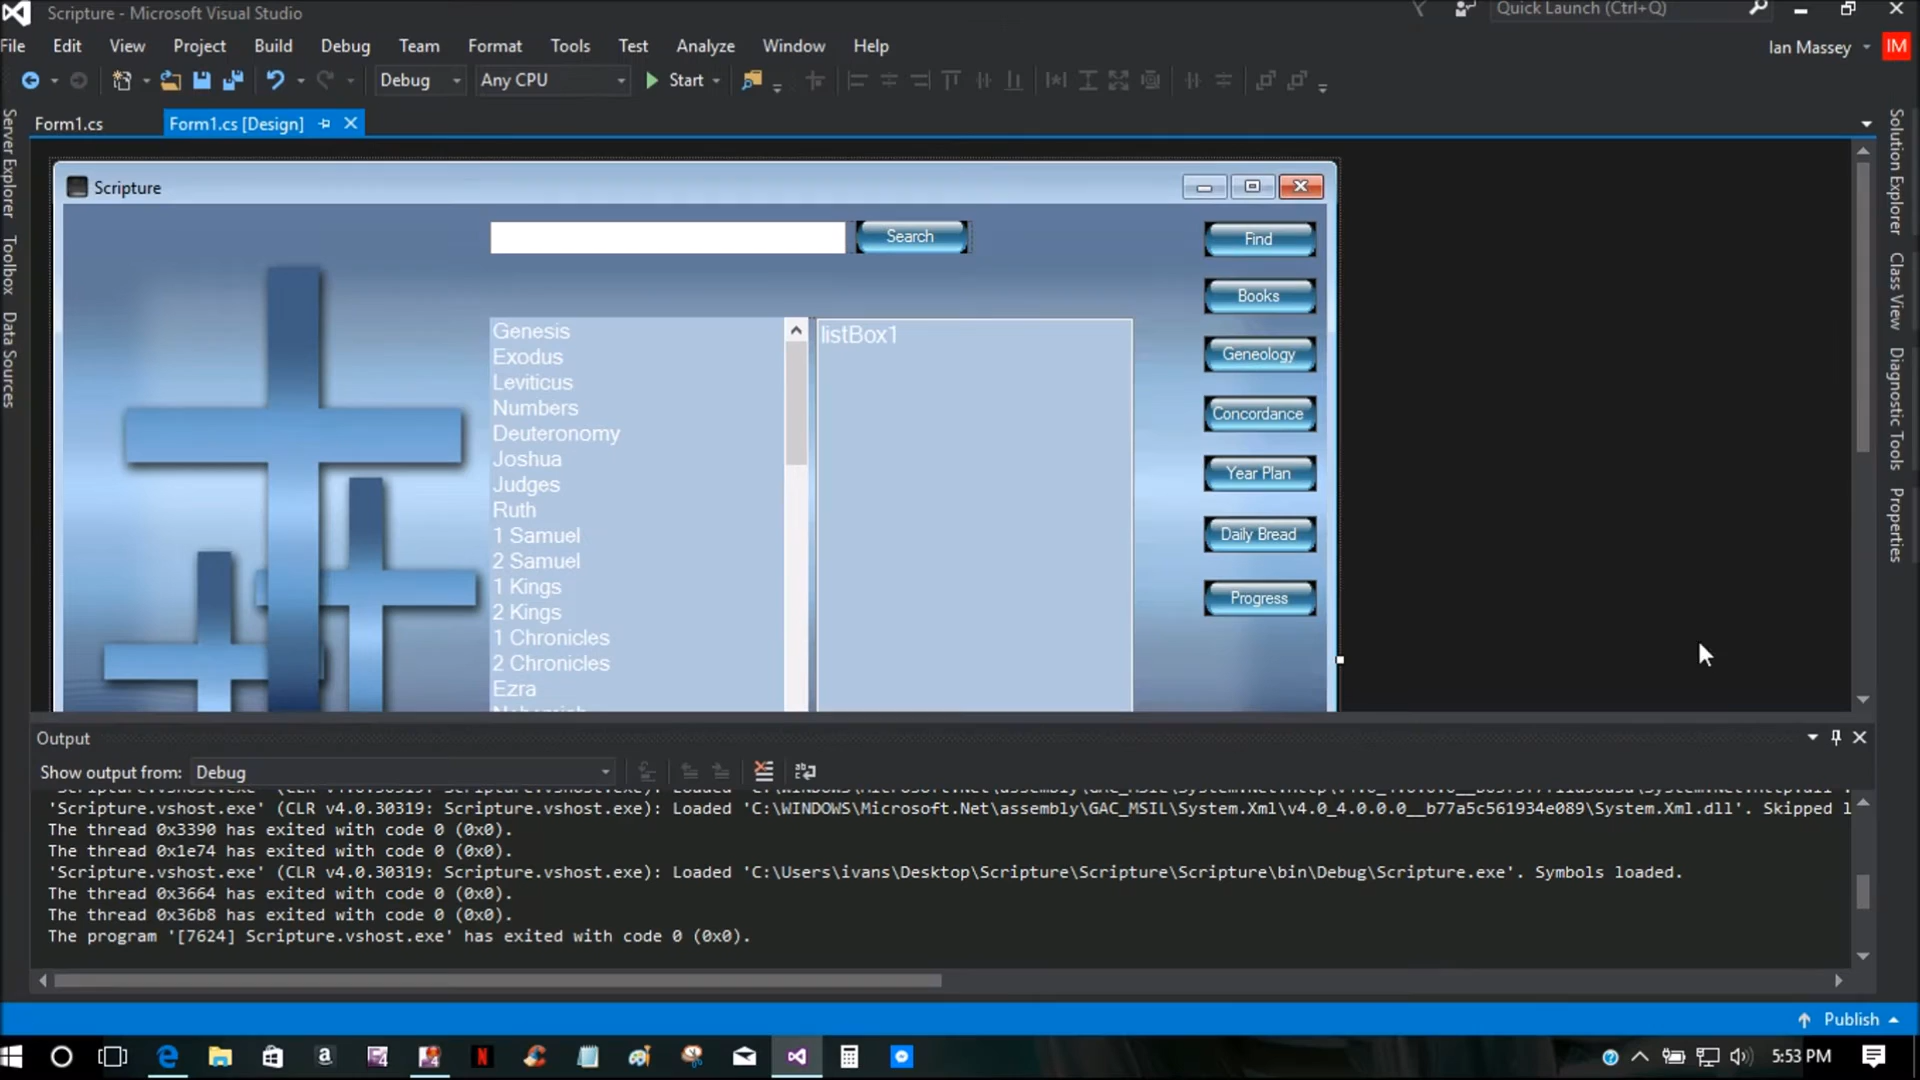 Scripture - Microsoft Visual Studio
Quick Launch (Ctrl+Q)
File Edit View Project Build Debug Team Format Tools Test Analyze Window Help
Ian Massey
IM
Debug
Any CPU
Start
Form1.cs
Form1.cs [Design]
Server Explorer
Toolbox
Data Sources
Solution Explorer
Class View
Diagnostic Tools
Properties
Scripture
Search
Find
Books
Geneology
Concordance
Year Plan
Daily Bread
Progress
Genesis
Exodus
Leviticus
Numbers
Deuteronomy
Joshua
Judges
Ruth
1 Samuel
2 Samuel
1 Kings
2 Kings
1 Chronicles
2 Chronicles
Ezra
listBox1
Output
Show output from: Debug
'Scripture.vshost.exe' (CLR v4.0.30319: Scripture.vshost.exe): Loaded 'C:\WINDOWS\Microsoft.Net\assembly\GAC_MSIL\System.Xml\v4.0_4.0.0.0__b77a5c561934e089\System.Xml.dll'. Skipped l
The thread 0x3390 has exited with code 0 (0x0).
The thread 0x1e74 has exited with code 0 (0x0).
'Scripture.vshost.exe' (CLR v4.0.30319: Scripture.vshost.exe): Loaded 'C:\Users\ivans\Desktop\Scripture\Scripture\Scripture\bin\Debug\Scripture.exe'. Symbols loaded.
The thread 0x3664 has exited with code 0 (0x0).
The thread 0x36b8 has exited with code 0 (0x0).
The program '[7624] Scripture.vshost.exe' has exited with code 0 (0x0).
Publish
5:53 PM